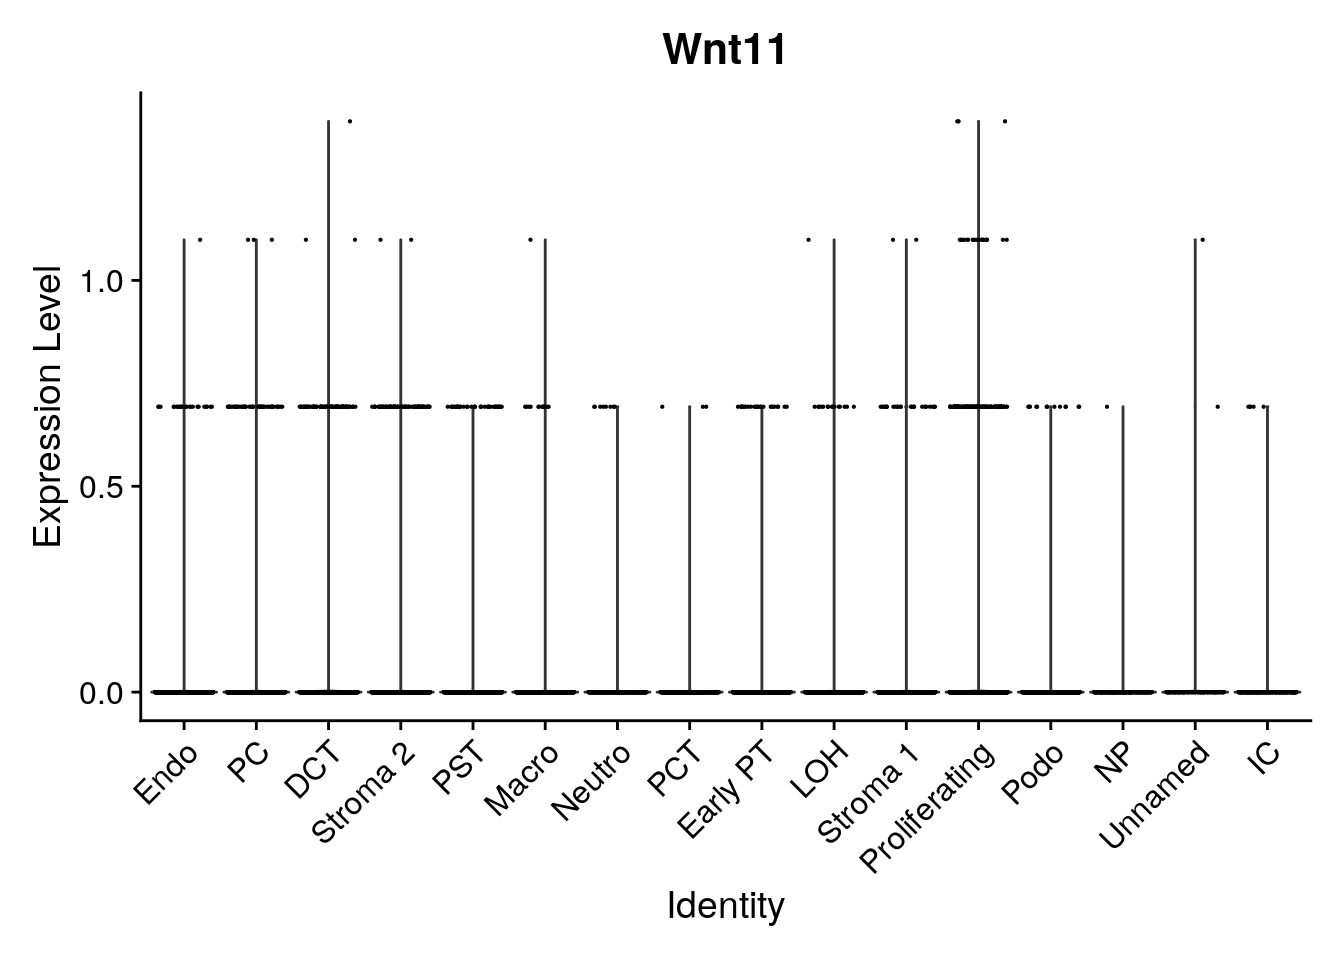 Wnt11
Expression Level
1.0
0.5
0.0
Endo
PC
DCT
Stroma 2
PST
Macro
Neutro
PCT
Early PT
LOH
Stroma 1
Proliferating
Podo
NP
Unnamed
IC
Identity